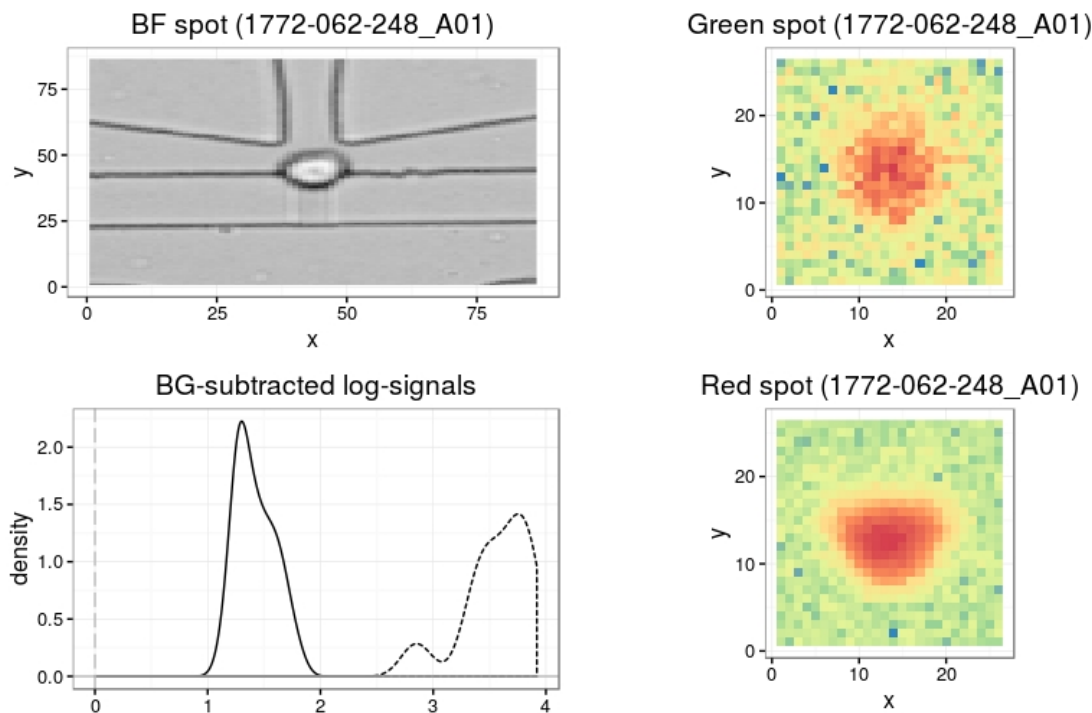 BF spot (1772-062-248_A01)
75
50
25
0
y
0 25 50 75
x
Green spot (1772-062-248_A01)
20
10
0
y
0 10 20
x
BG-subtracted log-signals
2.0
1.5
1.0
0.5
0.0
density
0 1 2 3 4
Red spot (1772-062-248_A01)
20
10
0
y
0 10 20
x